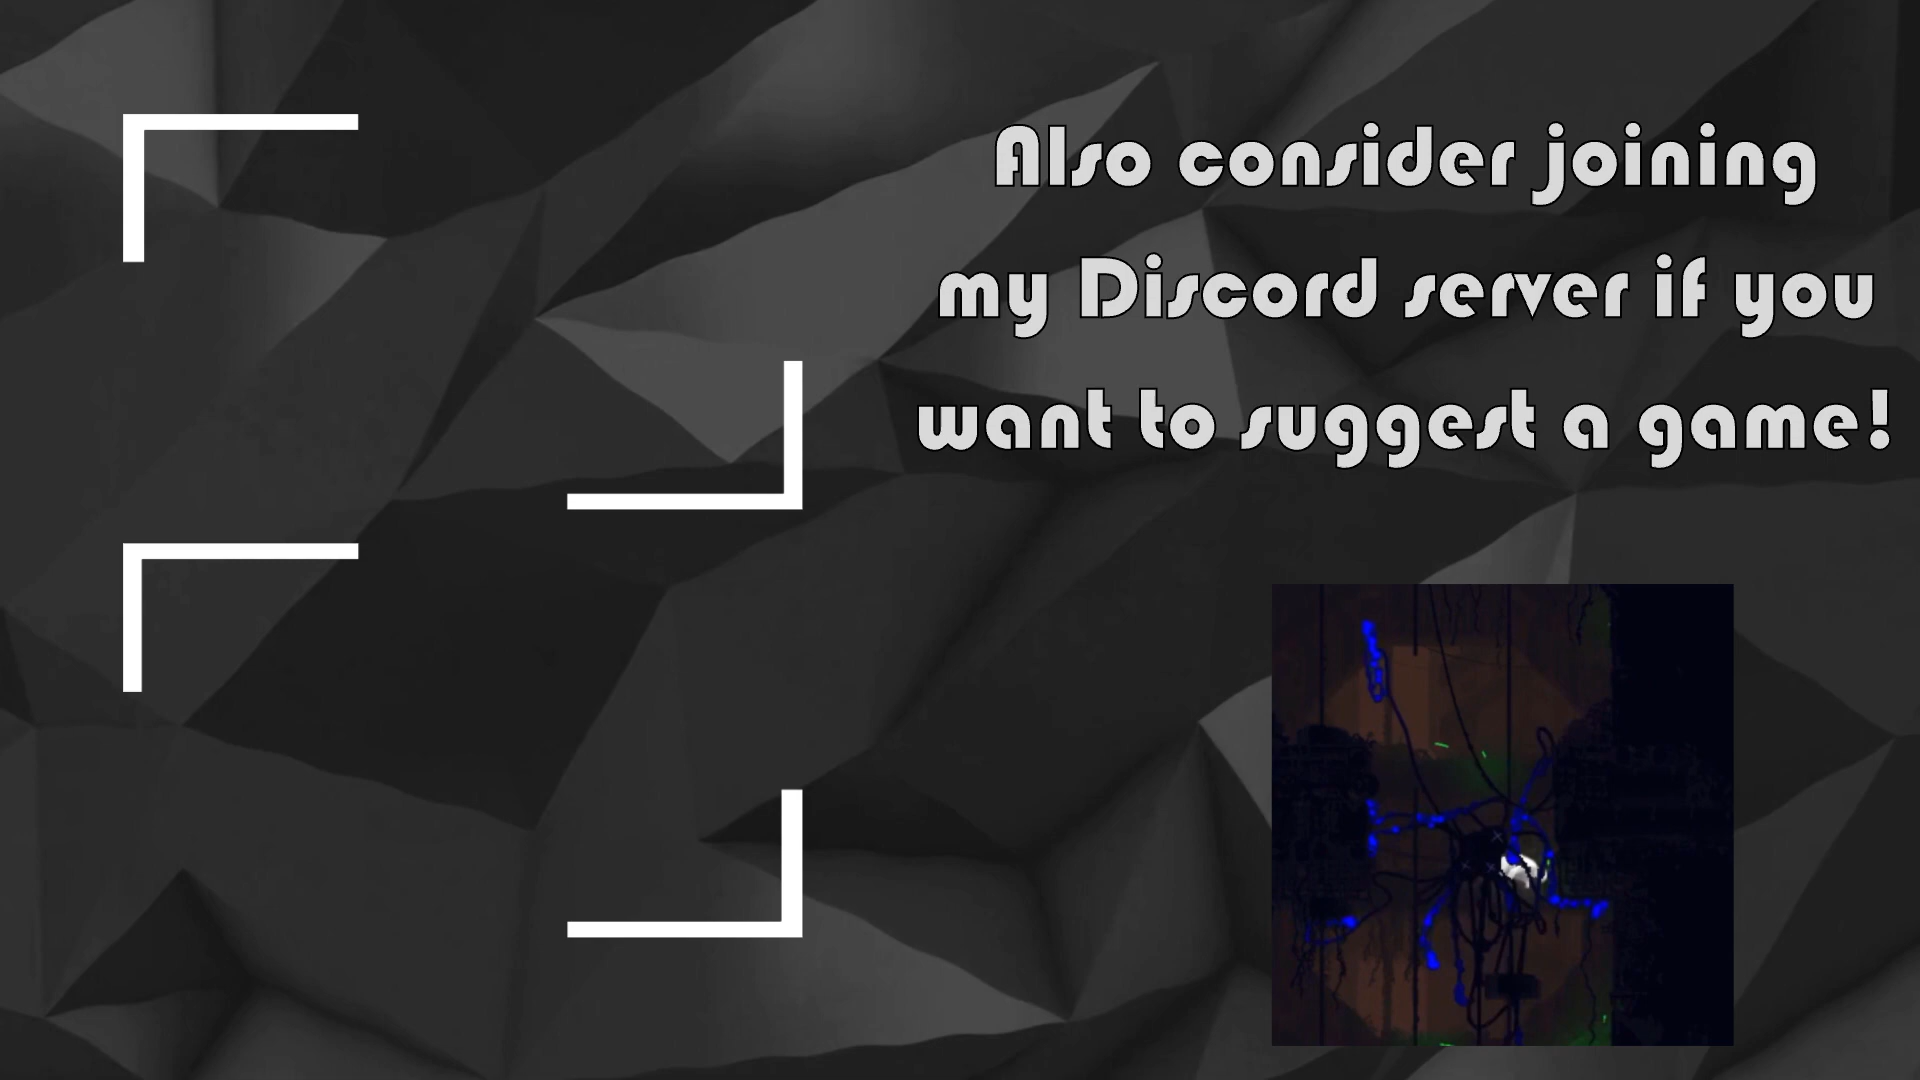 Also consider joining
my Discord server if you
want to suggest a game!